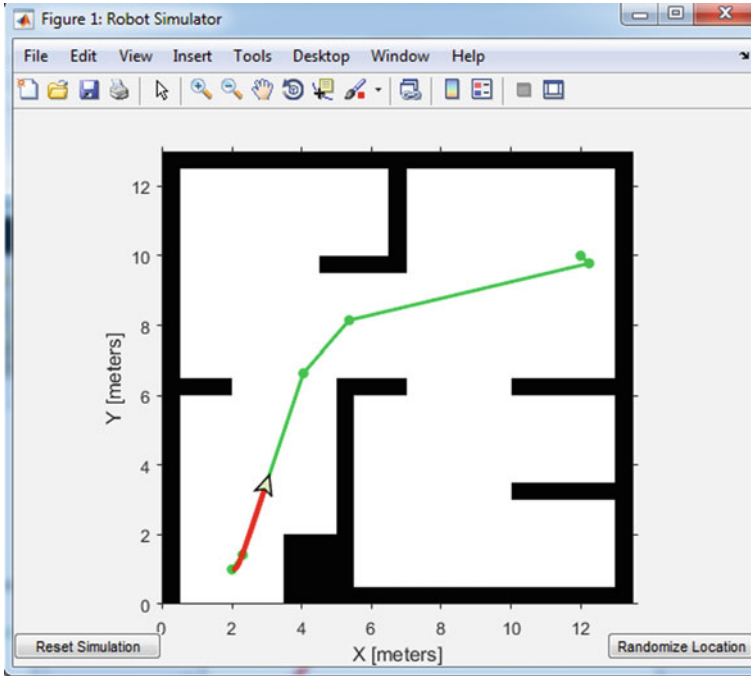 Figure 1: Robot Simulator
File Edit View Insert Tools Desktop Window Help
12
10
8
6
4
2
0
Y [meters]
0 2 4 6 8 10 12
X [meters]
Reset Simulation
Randomize Location